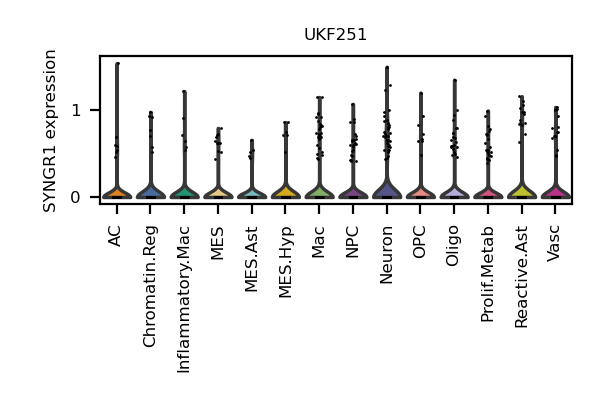 UKF251
SYNGR1 expression
1
0
AC
Chromatin.Reg
Inflammatory.Mac
MES
MES.Ast
MES.Hyp
Mac
NPC
Neuron
OPC
Oligo
Prolif.Metab
Reactive.Ast
Vasc